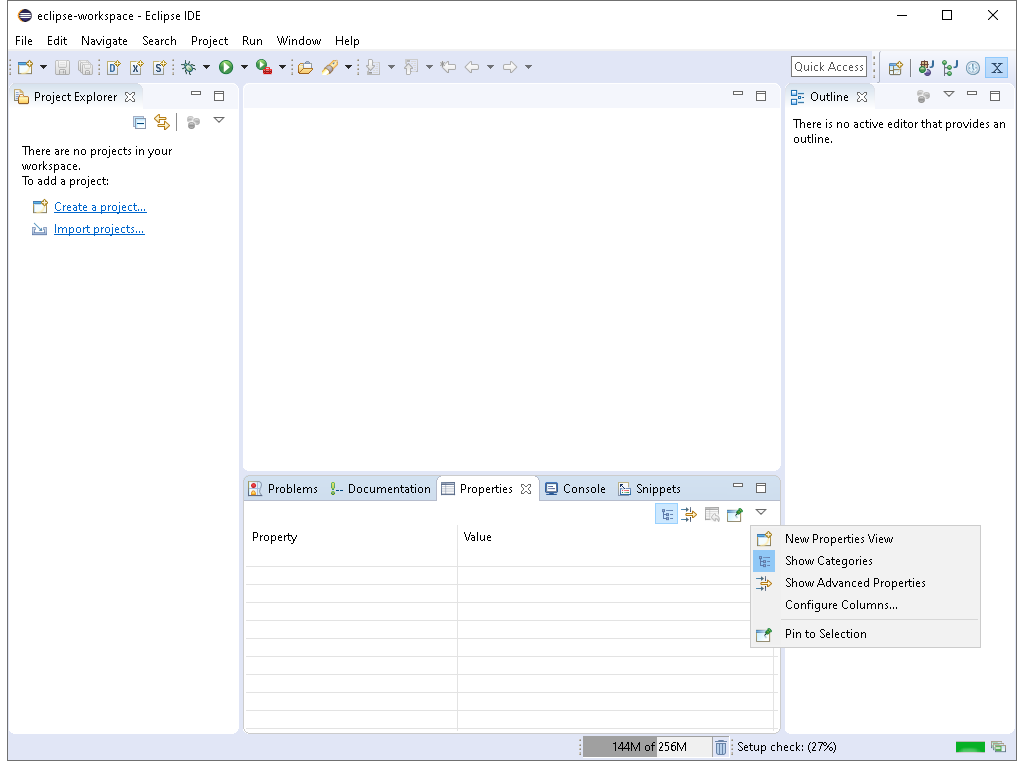 eclipse-workspace - Eclipse IDE
File Edit Navigate Search Project Run Window Help
Quick Access
Project Explorer
There are no projects in your
workspace.
To add a project:
Create a project...
Import projects...
Outline
There is no active editor that provides an
outline.
Problems Documentation Properties Console Snippets
Property Value
New Properties View
Show Categories
Show Advanced Properties
Configure Columns...
Pin to Selection
144M of 256M Setup check: (27%)